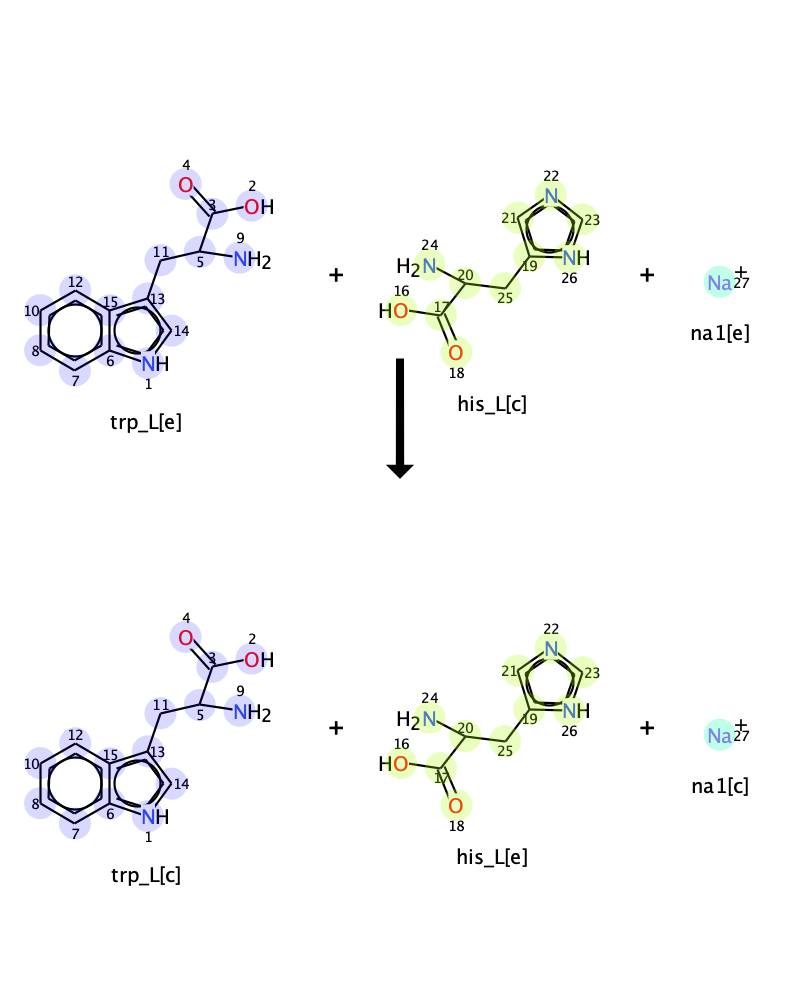 4
2
O
3
OH
9
11
5
NH2
12
15
13
10
14
8
6
NH
7
1
trp_L[e]
+
22
N
21
23
24
19
NH
H2N
20
26
16
25
HO
17
O
18
his_L[c]
+
Na+
27
na1[e]
4
2
O
3
OH
9
11
5
NH2
12
15
13
10
14
8
6
NH
7
1
trp_L[c]
+
22
N
21
23
24
19
NH
H2N
20
26
16
25
HO
17
O
18
his_L[e]
+
Na+
27
na1[c]